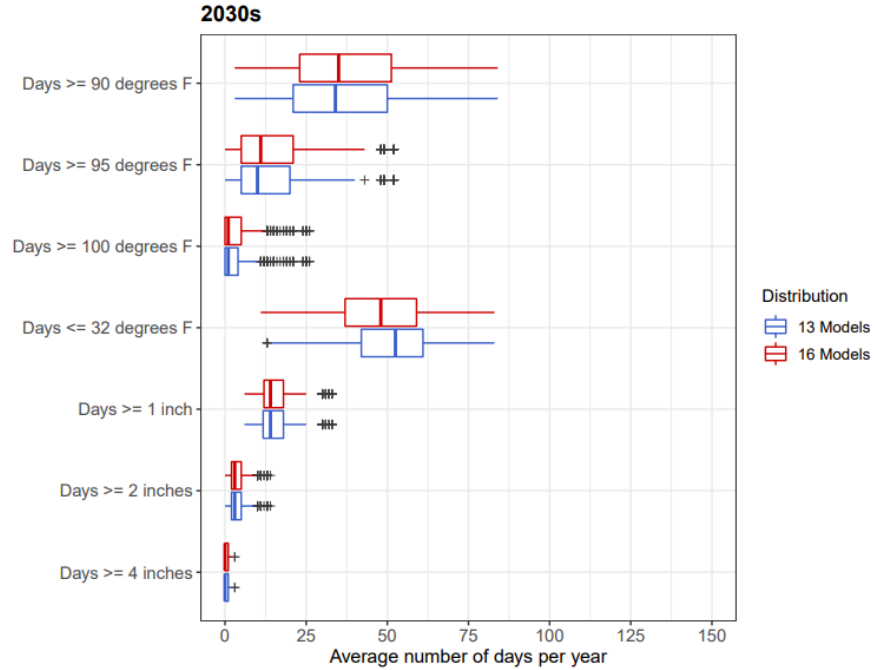 2030s
Days >= 90 degrees F
Days >= 95 degrees F
Days >= 100 degrees F
Days <= 32 degrees F
Days >= 1 inch
Days >= 2 inches
Days >= 4 inches
0 25 50 75 100 125 150
Average number of days per year
Distribution
13 Models
16 Models